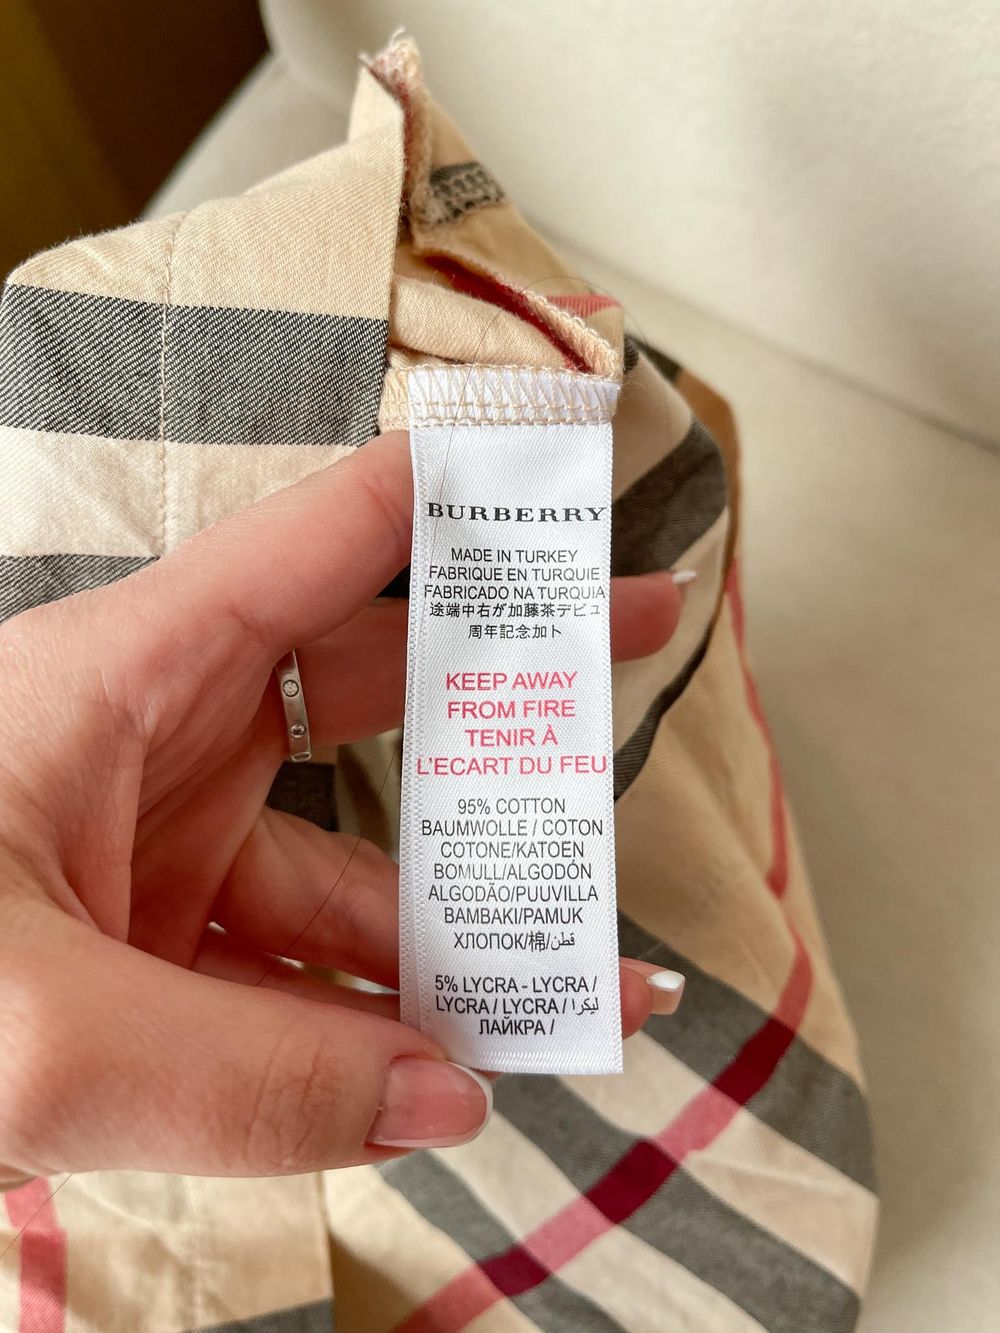 BURBERRY
MADE IN TURKEY
FABRIQUE EN TURQUIE
FABRICADO NA TURQUIA
途端中右が加藤茶デビュ
周年記念加ト
KEEP AWAY
FROM FIRE
TENIR À
L'ECART DU FEU
95% COTTON
BAUMWOLLE / COTON
COTONE/KATOEN
BOMULL/ALGODÓN
ALGODÃO/PUUVILLA
BAMBAKI/PAMUK
ХЛОПОК/棉/قطن
5% LYCRA - LYCRA /
LYCRA / LYCRA / ليكرا
ЛАЙКРА /